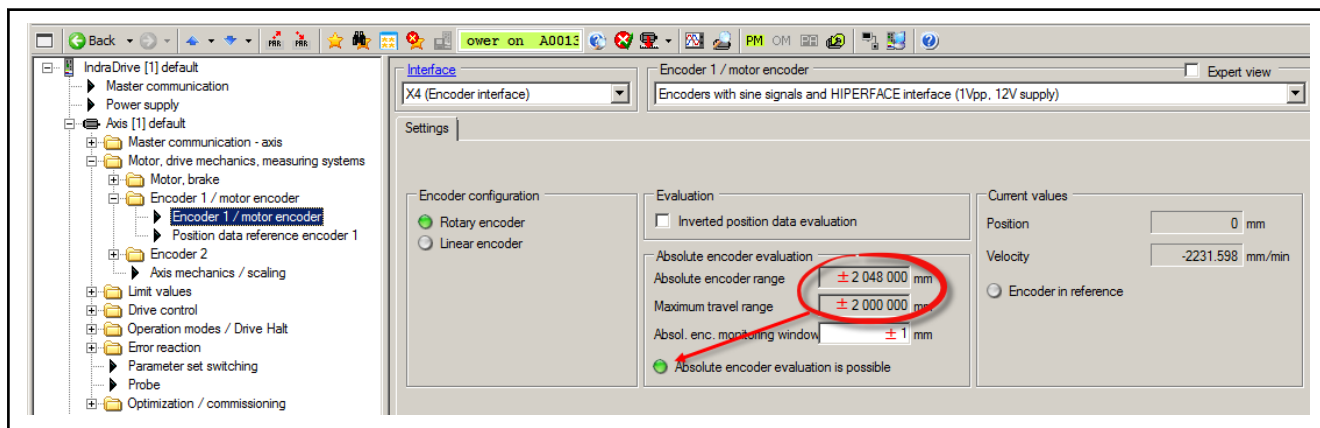 Back PAR PAR ower on A0013 PM OM
IndraDrive [1] default
Master communication
Power supply
Axis [1] default
Master communication - axis
Motor, drive mechanics, measuring systems
Motor, brake
Encoder 1 / motor encoder
Encoder 1 / motor encoder
Position data reference encoder 1
Encoder 2
Axis mechanics / scaling
Limit values
Drive control
Operation modes / Drive Halt
Error reaction
Parameter set switching
Probe
Optimization / commissioning
Interface
X4 (Encoder interface)
Encoder 1 / motor encoder
Expert view
Encoders with sine signals and HIPERFACE interface (1Vpp, 12V supply)
Settings
Encoder configuration
Rotary encoder
Linear encoder
Evaluation
Inverted position data evaluation
Absolute encoder evaluation
Absolute encoder range ±2 048 000 mm
Maximum travel range ±2 000 000 mm
Absol. enc. monitoring window ±1 mm
Absolute encoder evaluation is possible
Current values
Position 0 mm
Velocity -2231.598 mm/min
Encoder in reference